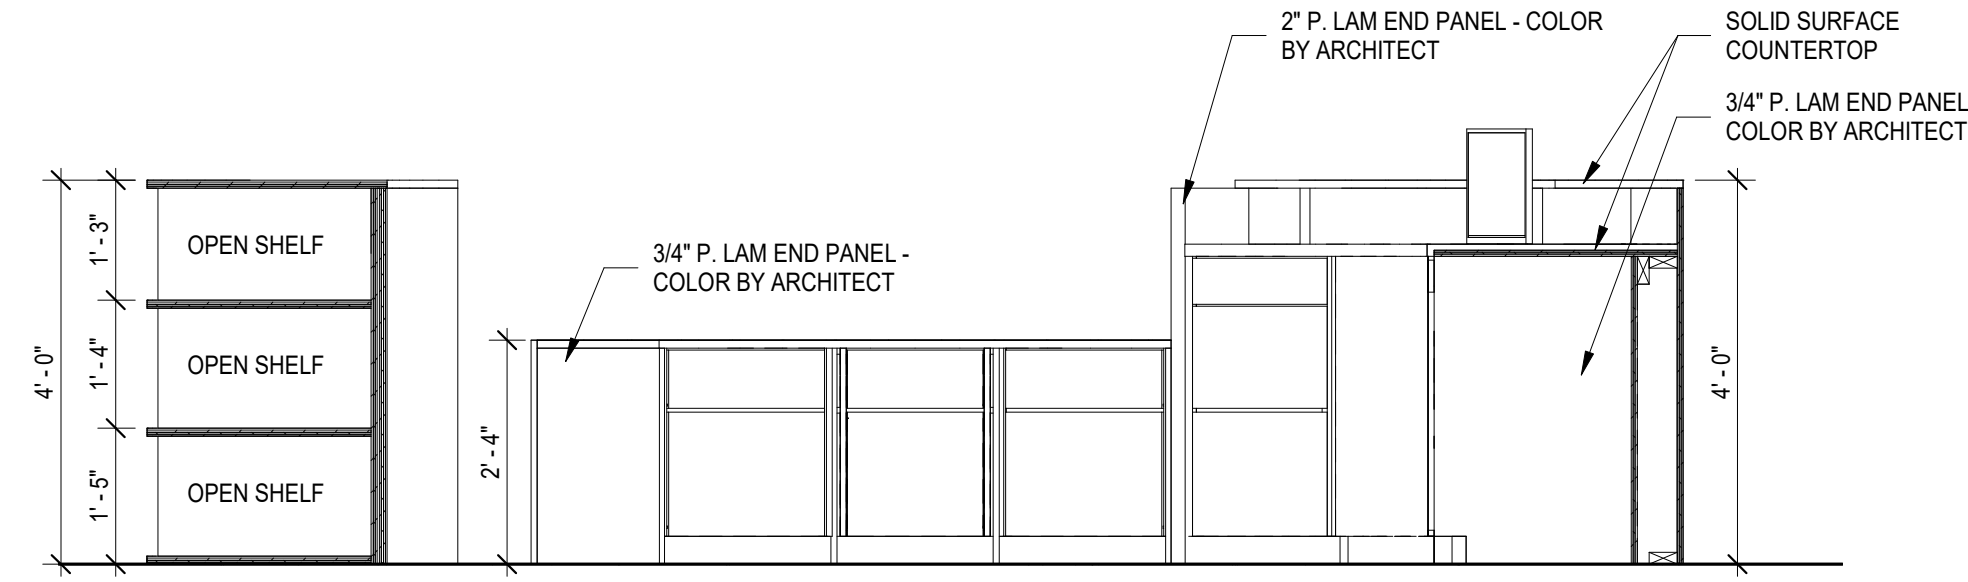 2" P. LAM END PANEL - COLOR
BY ARCHITECT
SOLID SURFACE
COUNTERTOP
3/4" P. LAM END PANEL
COLOR BY ARCHITECT
3/4" P. LAM END PANEL -
COLOR BY ARCHITECT
OPEN SHELF
OPEN SHELF
OPEN SHELF
4' - 0"
1' - 3"
1' - 4"
1' - 5"
2' - 4"
4' - 0"